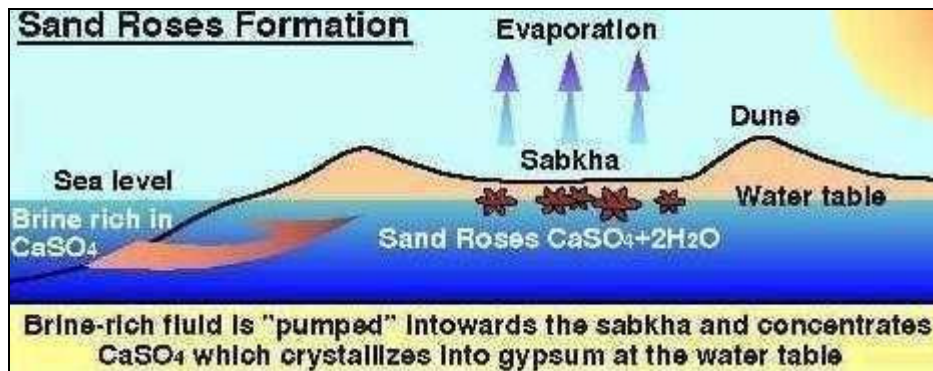 Sand Roses Formation
Evaporation
Dune
Sabkha
Sea level
Water table
Brine rich in
CaSO₄
Sand Roses CaSO₄+2H₂O
Brine-rich fluid is "pumped" intowards the sabkha and concentrates
CaSO₄ which crystallizes into gypsum at the water table